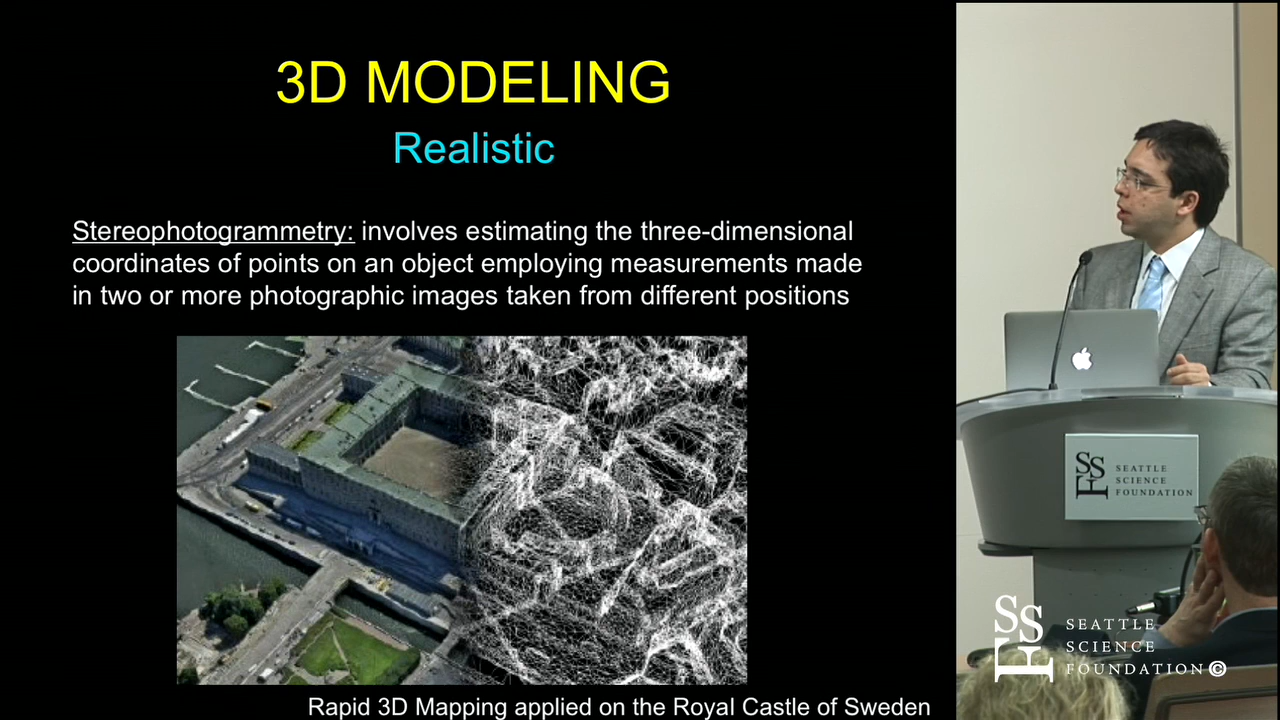 3D MODELING
Realistic
Stereophotogrammetry: involves estimating the three-dimensional
coordinates of points on an object employing measurements made
in two or more photographic images taken from different positions
Rapid 3D Mapping applied on the Royal Castle of Sweden
SSF
SEATTLE
SCIENCE
FOUNDATION
SSF
SEATTLE
SCIENCE
FOUNDATION©